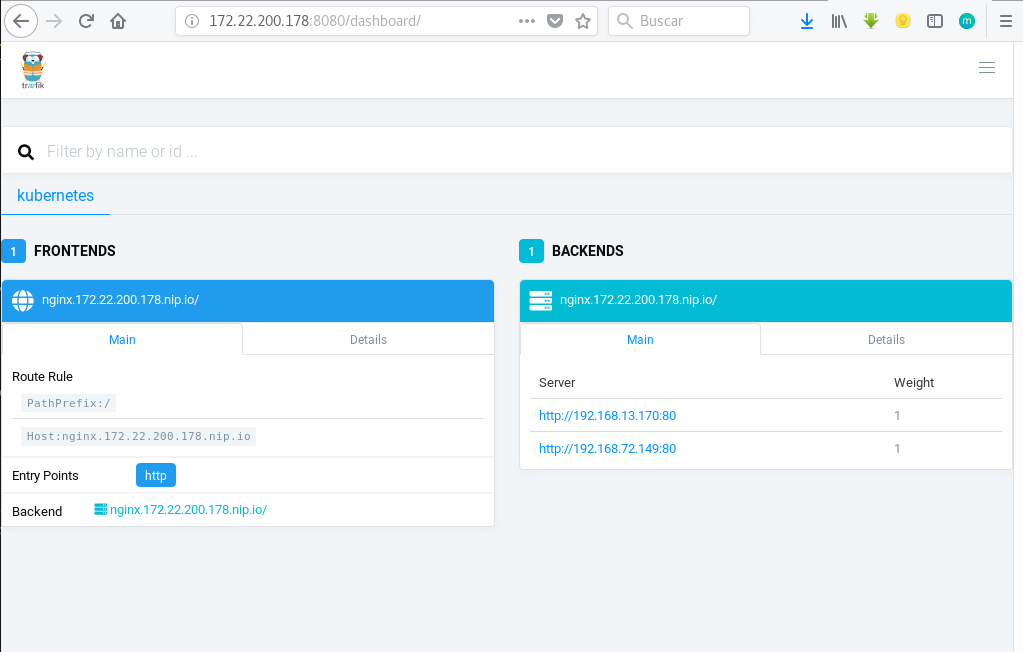 172.22.200.178:8080/dashboard/
Buscar
m
træfik
Filter by name or id ...
kubernetes
1 FRONTENDS
nginx.172.22.200.178.nip.io/
Main Details
Route Rule
PathPrefix:/
Host:nginx.172.22.200.178.nip.io
Entry Points http
Backend nginx.172.22.200.178.nip.io/
1 BACKENDS
nginx.172.22.200.178.nip.io/
Main Details
Server Weight
http://192.168.13.170:80 1
http://192.168.72.149:80 1